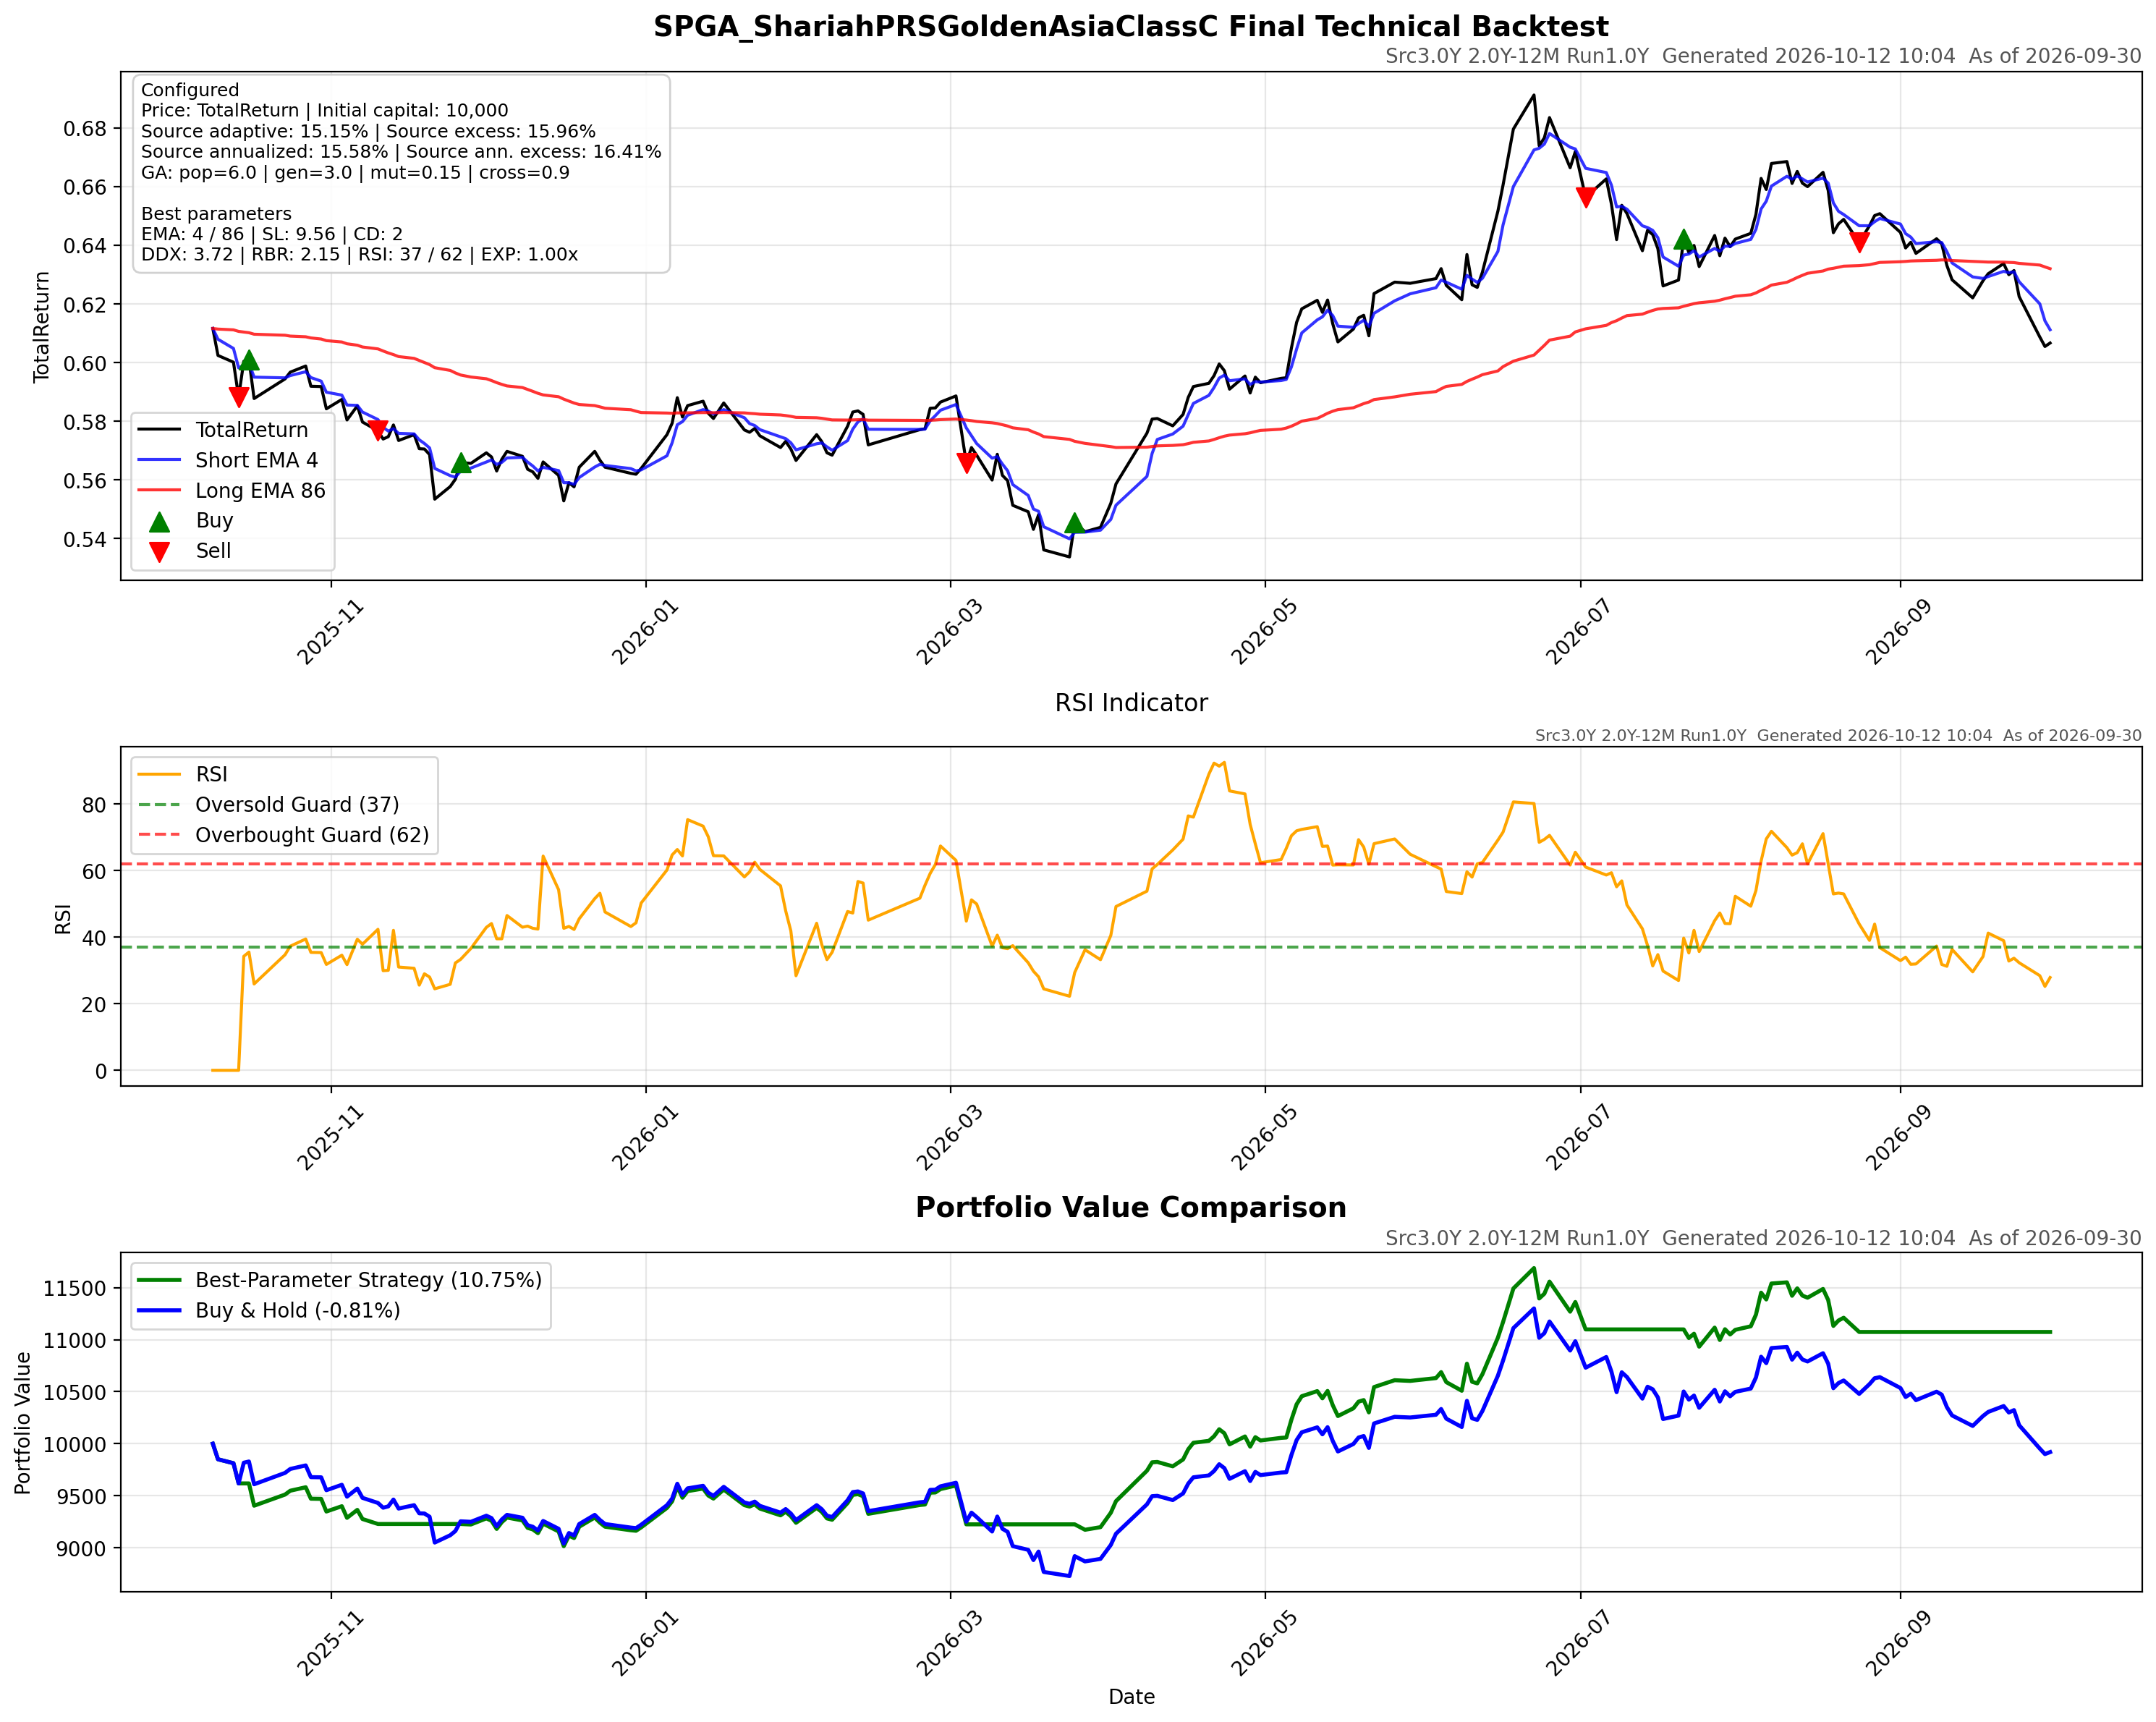 SPGA_ShariahPRSGoldenAsiaClassC Final Technical Backtest
Src3.0Y 2.0Y-12M Run1.0Y  Generated 2026-10-12 10:04  As of 2026-09-30
Configured
Price: TotalReturn | Initial capital: 10,000
Source adaptive: 15.15% | Source excess: 15.96%
Source annualized: 15.58% | Source ann. excess: 16.41%
GA: pop=6.0 | gen=3.0 | mut=0.15 | cross=0.9
Best parameters
EMA: 4 / 86 | SL: 9.56 | CD: 2
DDX: 3.72 | RBR: 2.15 | RSI: 37 / 62 | EXP: 1.00x
TotalReturn
0.68
0.66
0.64
0.62
0.60
0.58
0.56
0.54
TotalReturn
Short EMA 4
Long EMA 86
Buy
Sell
2025-11
2026-01
2026-03
2026-05
2026-07
2026-09
RSI Indicator
Src3.0Y 2.0Y-12M Run1.0Y  Generated 2026-10-12 10:04  As of 2026-09-30
RSI
80
60
40
20
0
RSI
Oversold Guard (37)
Overbought Guard (62)
2025-11
2026-01
2026-03
2026-05
2026-07
2026-09
Portfolio Value Comparison
Src3.0Y 2.0Y-12M Run1.0Y  Generated 2026-10-12 10:04  As of 2026-09-30
Portfolio Value
11500
11000
10500
10000
9500
9000
Best-Parameter Strategy (10.75%)
Buy & Hold (-0.81%)
2025-11
2026-01
2026-03
2026-05
2026-07
2026-09
Date